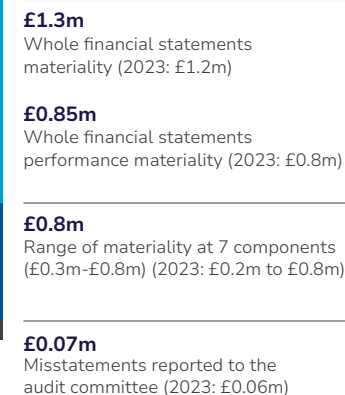 £1.3m
Whole financial statements
materiality (2023: £1.2m)
£0.85m
Whole financial statements
performance materiality (2023: £0.8m)
£0.8m
Range of materiality at 7 components
(£0.3m-£0.8m) (2023: £0.2m to £0.8m)
£0.07m
Misstatements reported to the
audit committee (2023: £0.06m)